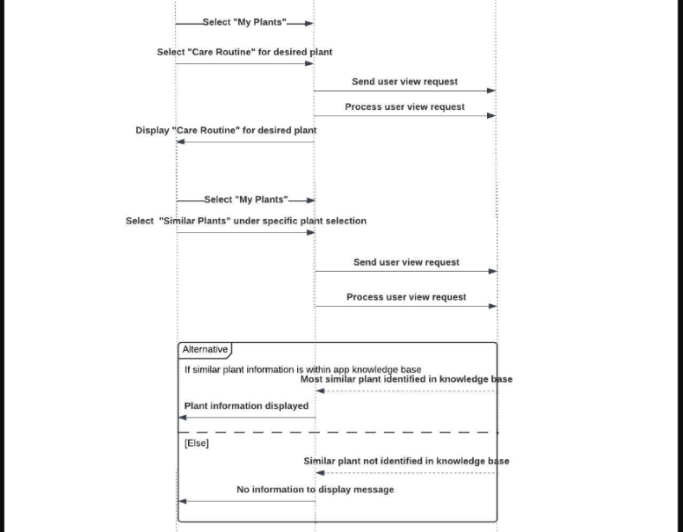 Select "My Plants"
Select "Care Routine" for desired plant
Send user view request
Process user view request
Display "Care Routine" for desired plant
Select "My Plants"
Select "Similar Plants" under specific plant selection
Send user view request
Process user view request
Alternative
If similar plant information is within app knowledge base
Most similar plant identified in knowledge base
Plant information displayed
[Else]
Similar plant not identified in knowledge base
No information to display message